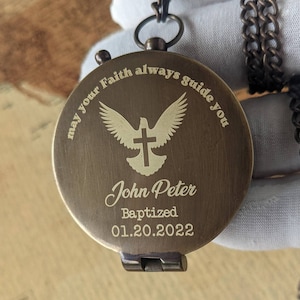 may your Faith always guide you
John Peter
Baptized
01.20.2022